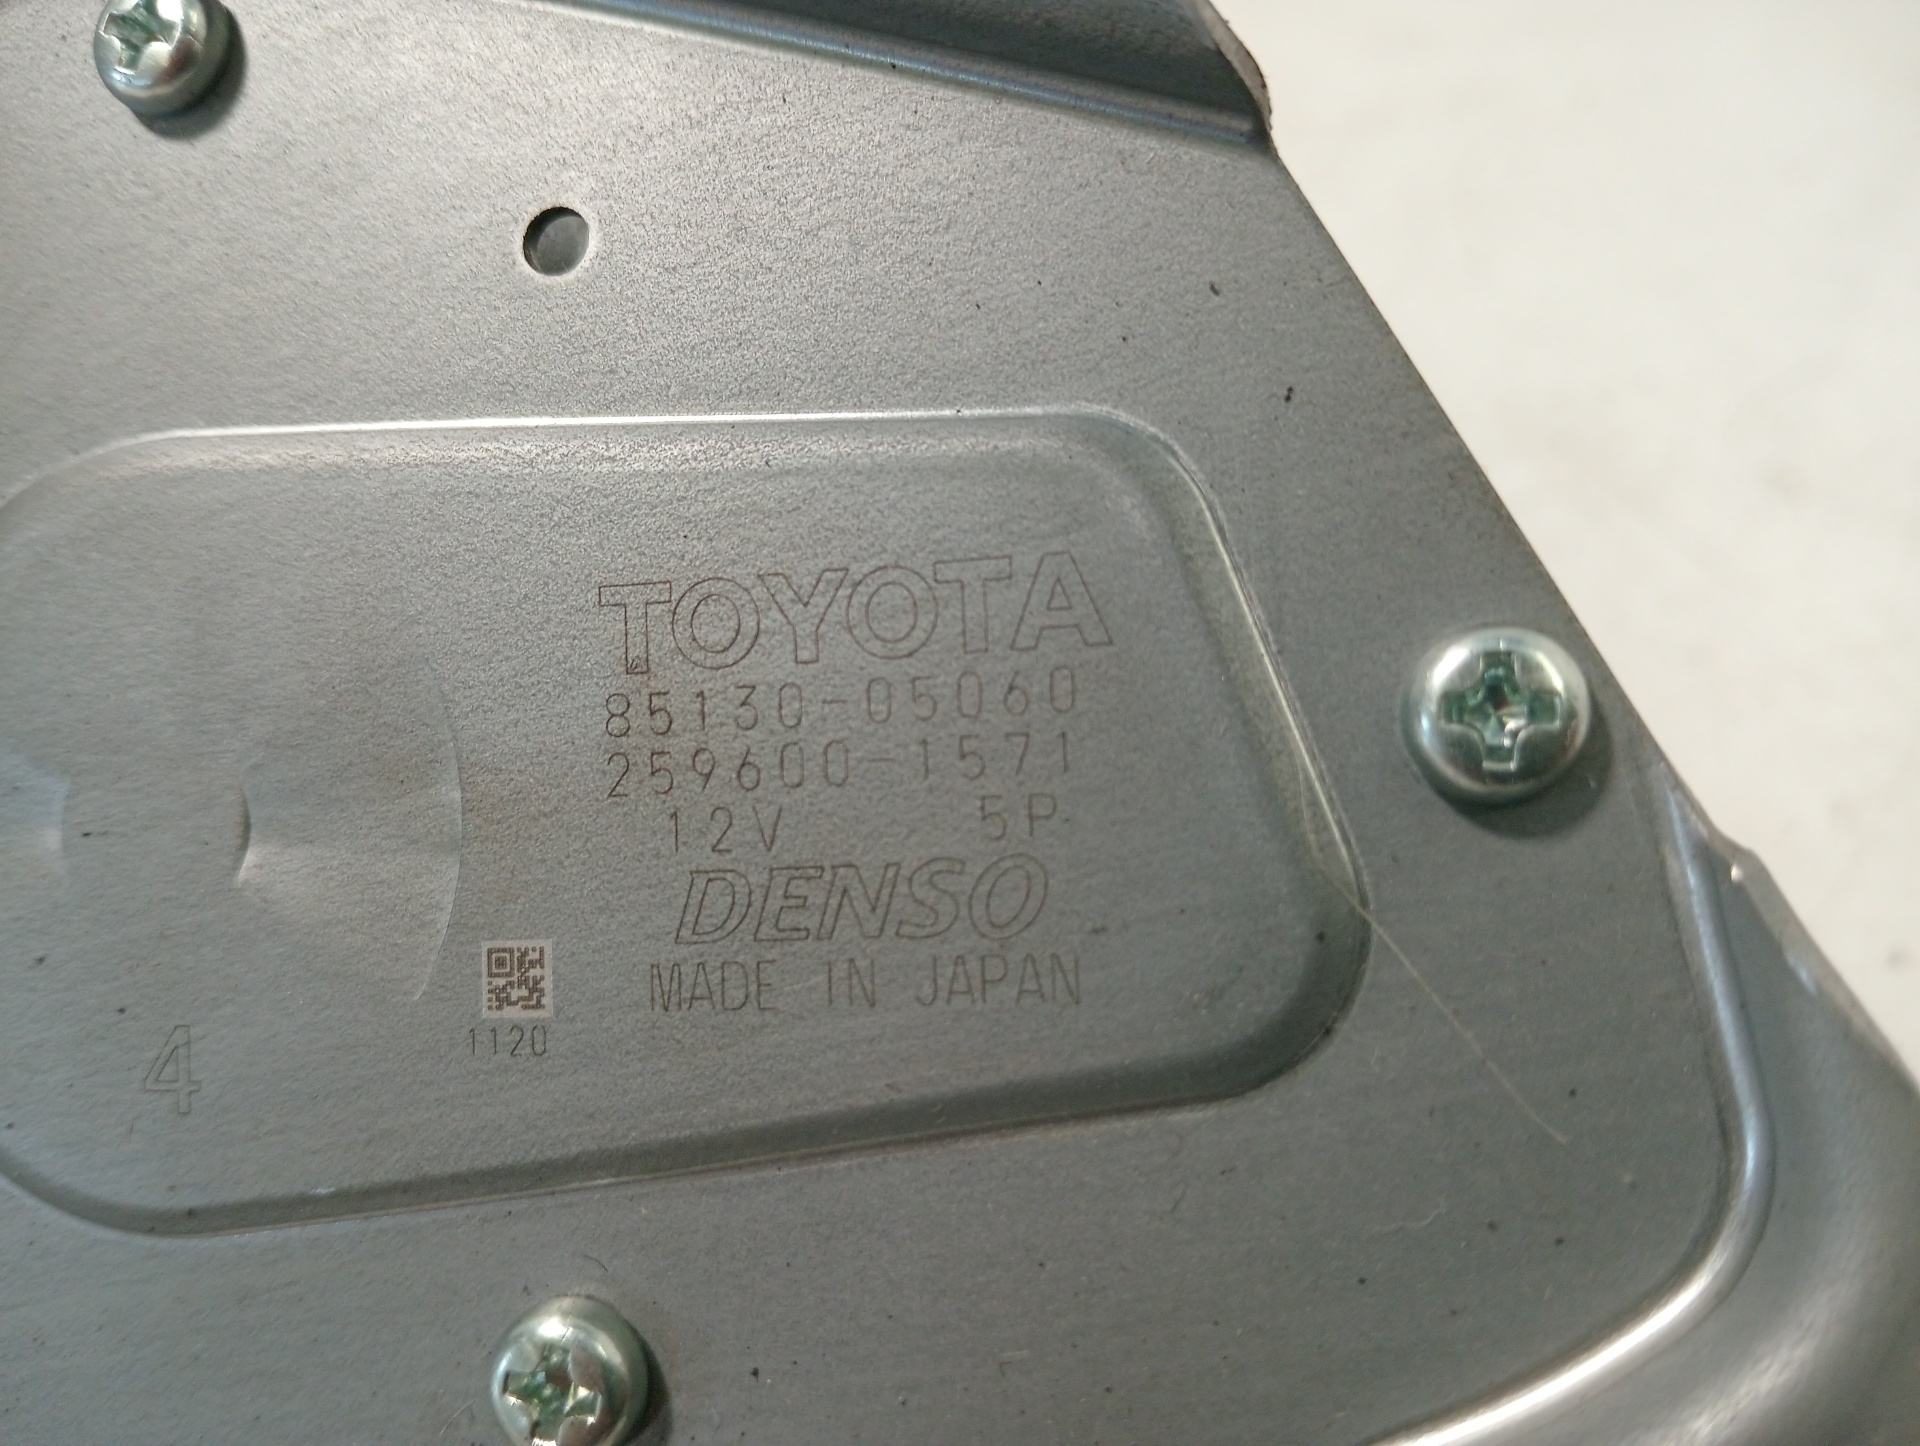 TOYOTA
85130-05060
259600-1571
12V 5P
DENSO
MADE IN JAPAN
1120
4